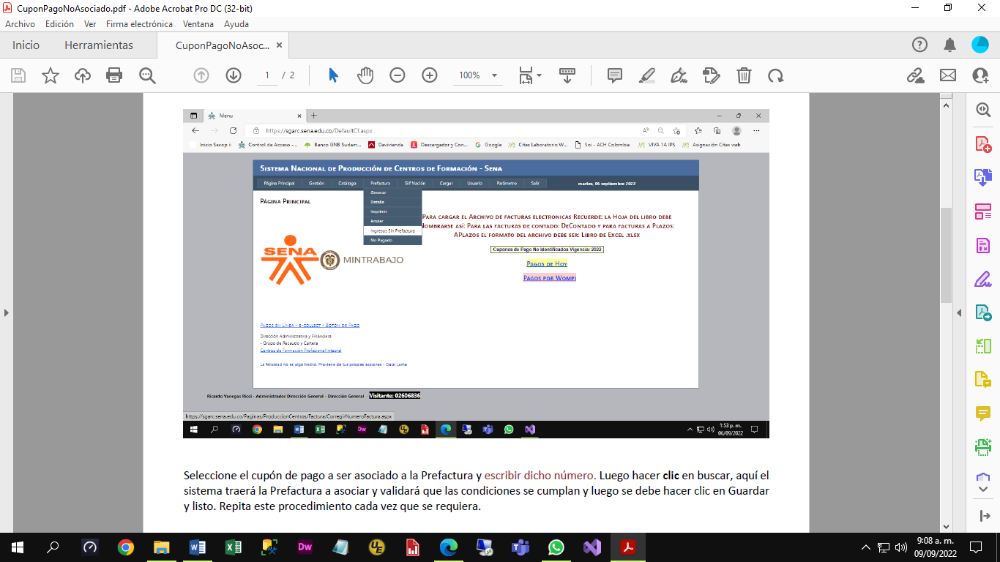 CuponPagoNoAsociado.pdf - Adobe Acrobat Pro DC (32-bit)
Archivo Edición Ver Firma electrónica Ventana Ayuda
Inicio Herramientas CuponPagoNoAsoc... ×
1 / 2 100%
Menu
https://sgarc.sena.edu.co/DefaultCf.aspx
Inicio Secop ii Control de Acceso -... Banco GNB Sudam... Davivienda Descargador y Con... Google Citas Laboratorio W... Soi - ACH Colombia VIVA 1A IPS Asignación Citas web
Sistema Nacional de Producción de Centros de Formación - Sena
Página Principal Gestión Catálogo Prefactura SIIF Nación Cargar Usuario Parámetro Salir martes, 06 septiembre 2022
Generar
Detalle
Imprimir
Anular
Ingresos Sin Prefactura
No Pagado
Página Principal
Para cargar el Archivo de facturas electronicas Recuerde: la Hoja del libro debe
Nombrarse así: Para las facturas de contado: DeContado y para facturas a Plazos:
APlazos el formato del archivo debe ser: Libro de Excel .xlsx
Cupones de Pago No Identificados Vigencia: 2022
Pagos de Hoy
Pagos por Wompi
SENA
MINTRABAJO
Pagos en Línea - e-collect - Botón de Pago
Dirección Administrativa y Financiera
- Grupo de Recaudo y Cartera
Centros de Formación Profesional Integral
La felicidad no es algo hecho. Proviene de tus propias acciones - Dalai Lama
Ricardo Vanegas Ricci - Administrador Dirección General - Dirección General - Visitante: 02606836
https://sgarc.sena.edu.co/Paginas/ProduccionCentros/Factura/CorregirNumeroFactura.aspx
1:53 p. m.
06/09/2022
Seleccione el cupón de pago a ser asociado a la Prefactura y escribir dicho número. Luego hacer clic en buscar, aquí el
sistema traerá la Prefactura a asociar y validará que las condiciones se cumplan y luego se debe hacer clic en Guardar
y listo. Repita este procedimiento cada vez que se requiera.
9:08 a. m.
09/09/2022